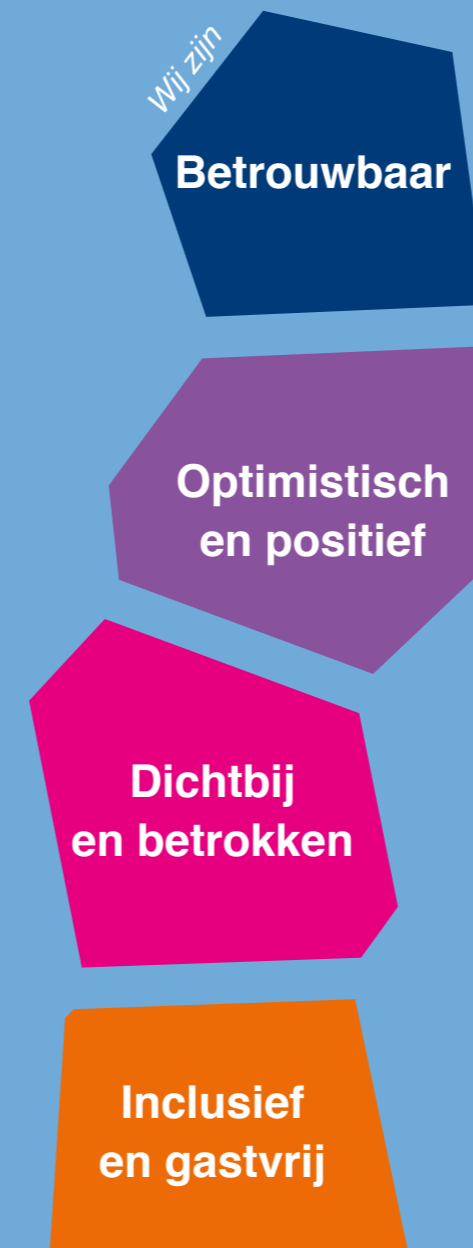 Wij zijn
Betrouwbaar
Optimistisch
en positief
Dichtbij
en betrokken
Inclusief
en gastvrij